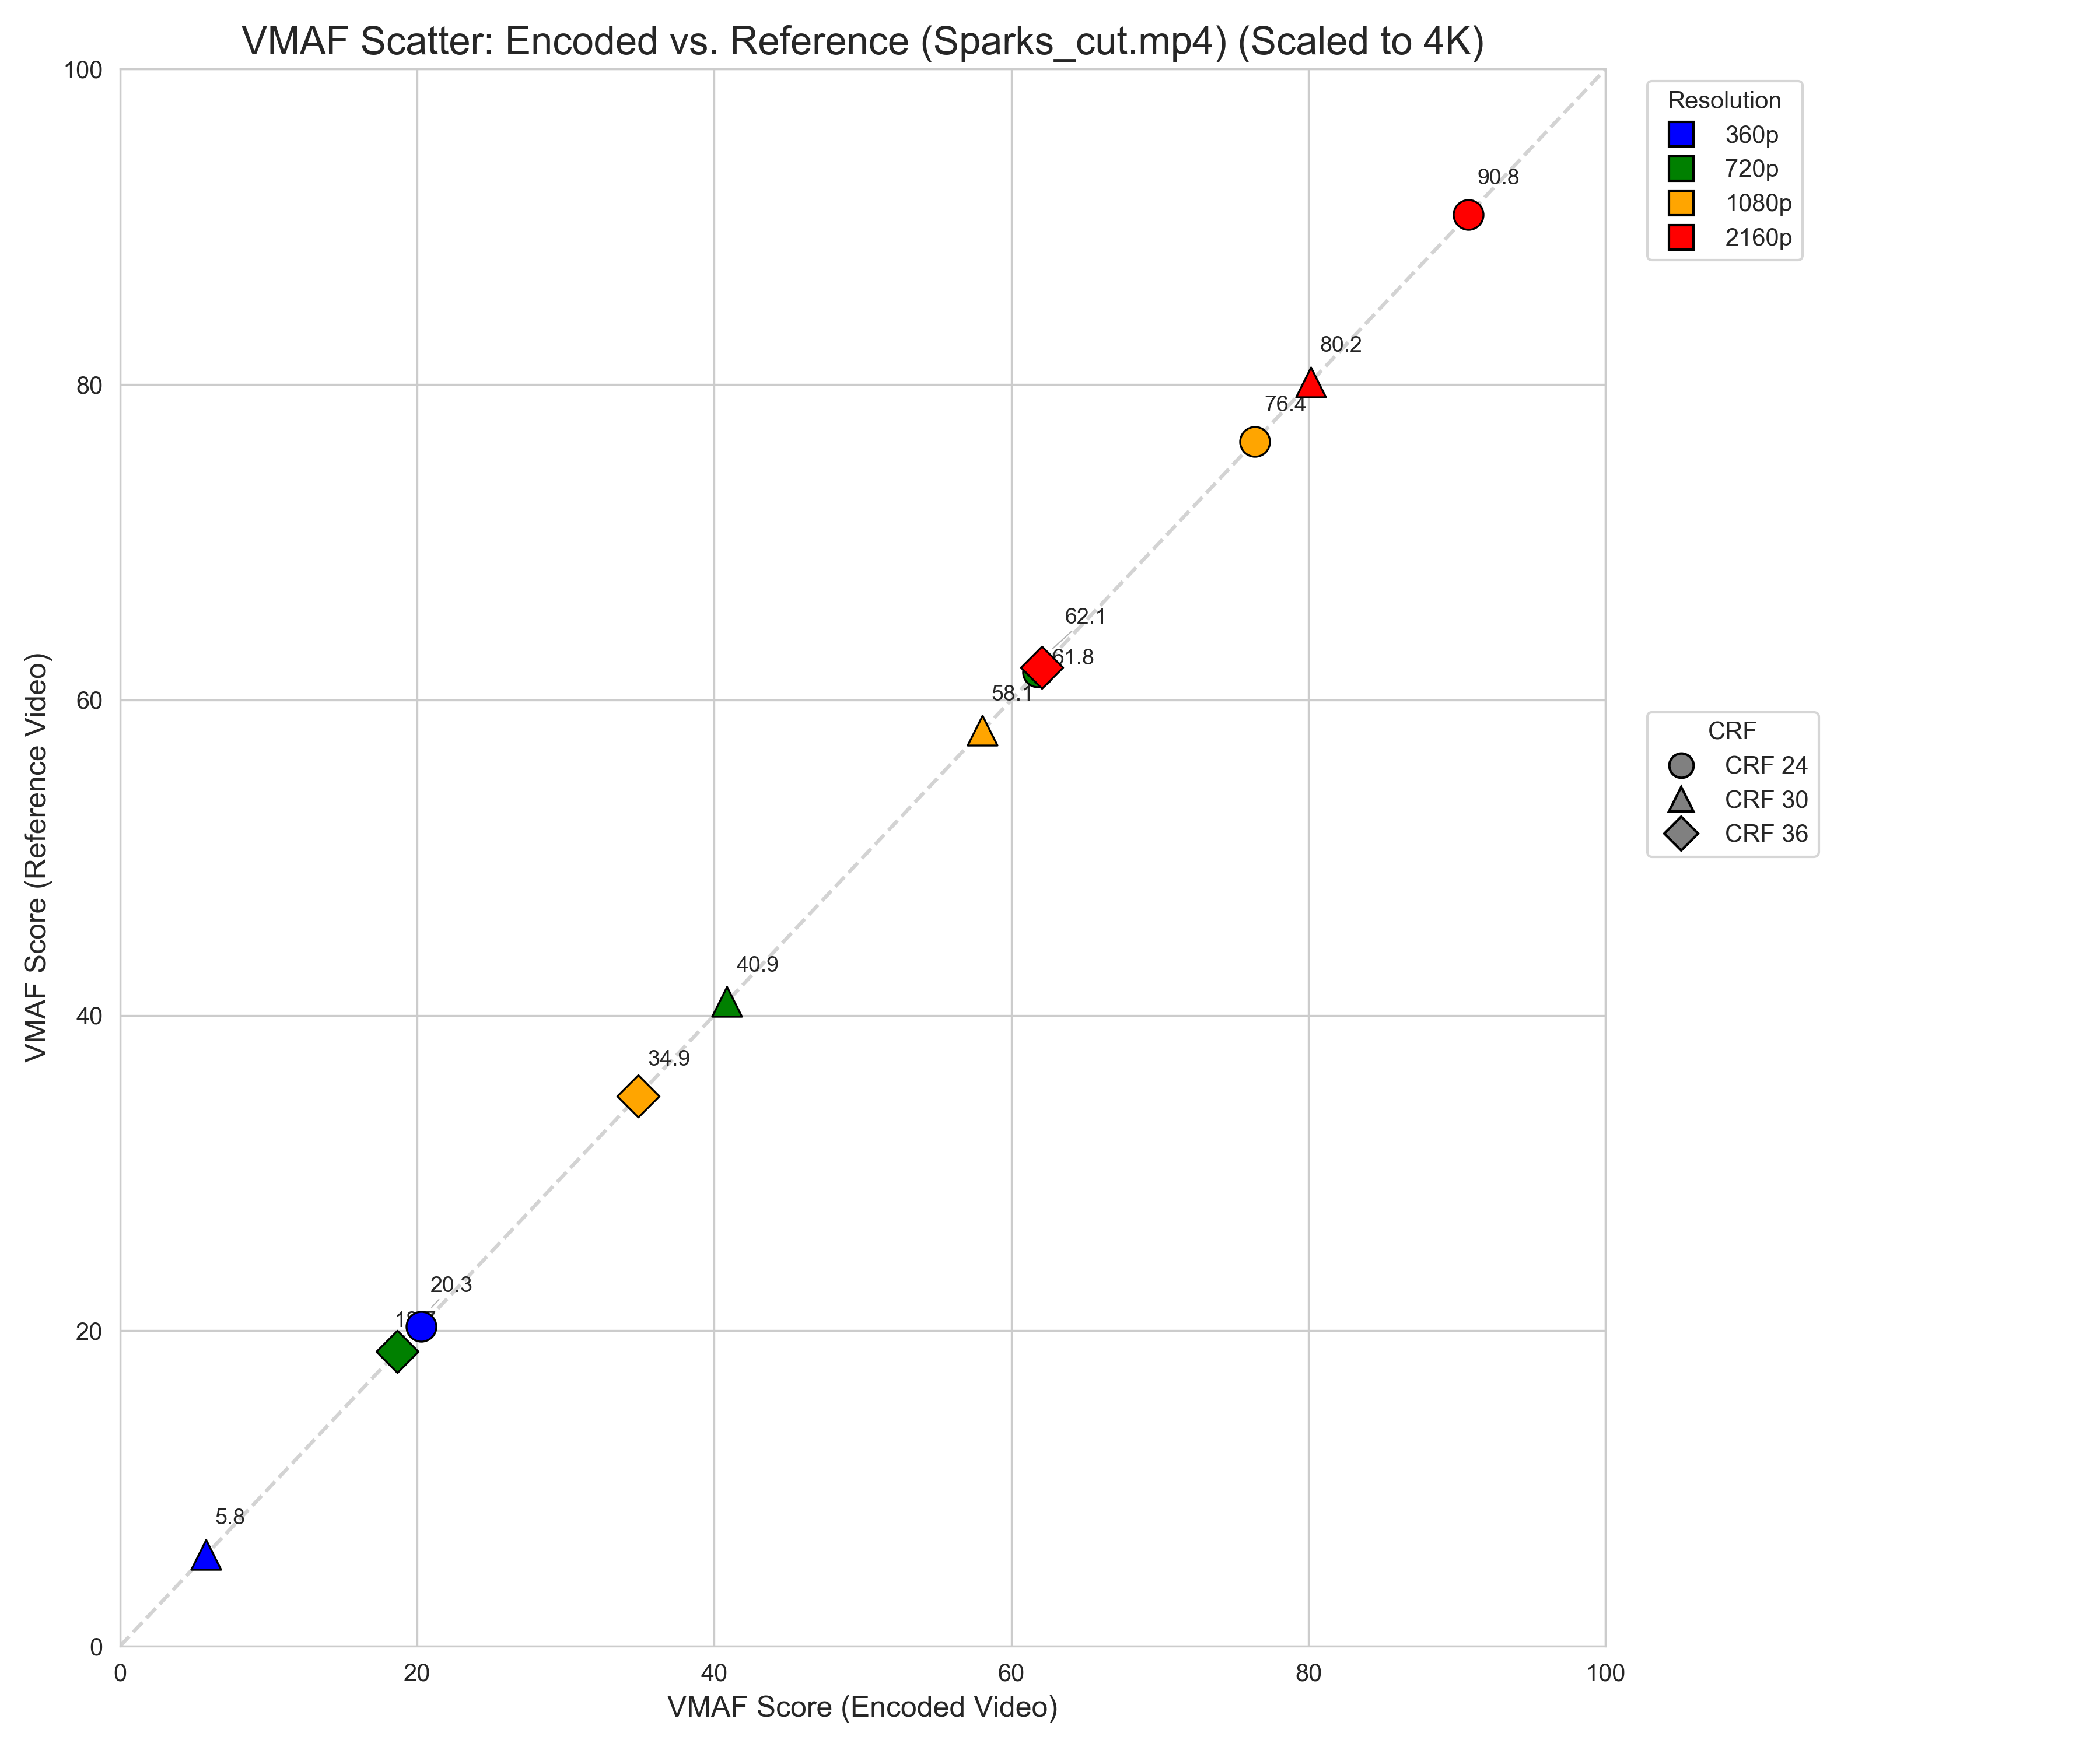 VMAF Scatter: Encoded vs. Reference (Sparks_cut.mp4) (Scaled to 4K)
VMAF Score (Reference Video)
100
80
60
40
20
0
90.8
80.2
76.4
62.1
61.8
58.1
40.9
34.9
20.3
5.8
0 20 40 60 80 100
VMAF Score (Encoded Video)
Resolution
360p
720p
1080p
2160p
CRF
CRF 24
CRF 30
CRF 36